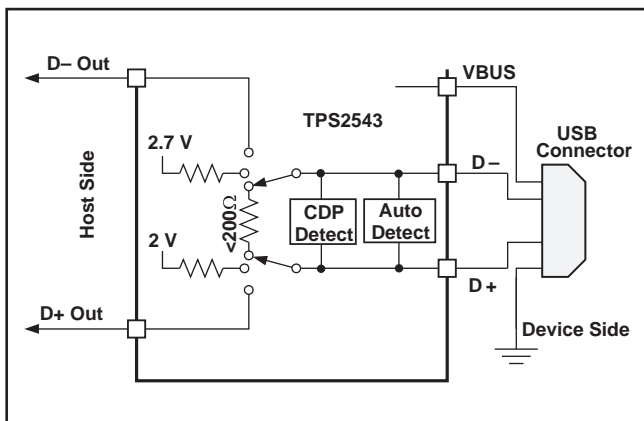 D– Out
VBUS
TPS2543
USB
Connector
2.7 V
D–
Host Side
<200Ω
CDP
Detect
Auto
Detect
2 V
D+
D+ Out
Device Side